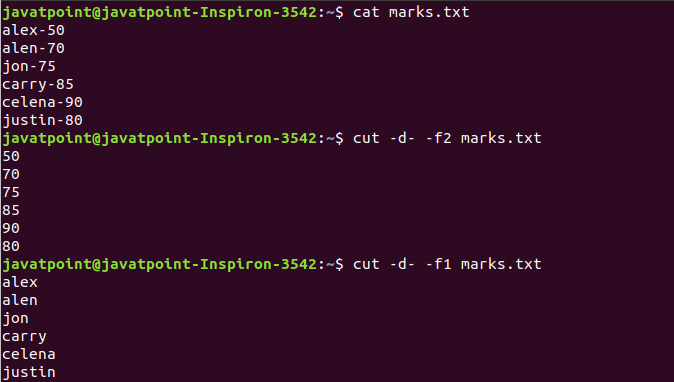 javatpoint@javatpoint-Inspiron-3542:~$ cat marks.txt
alex-50
alen-70
jon-75
carry-85
celena-90
justin-80
javatpoint@javatpoint-Inspiron-3542:~$ cut -d- -f2 marks.txt
50
70
75
85
90
80
javatpoint@javatpoint-Inspiron-3542:~$ cut -d- -f1 marks.txt
alex
alen
jon
carry
celena
justin